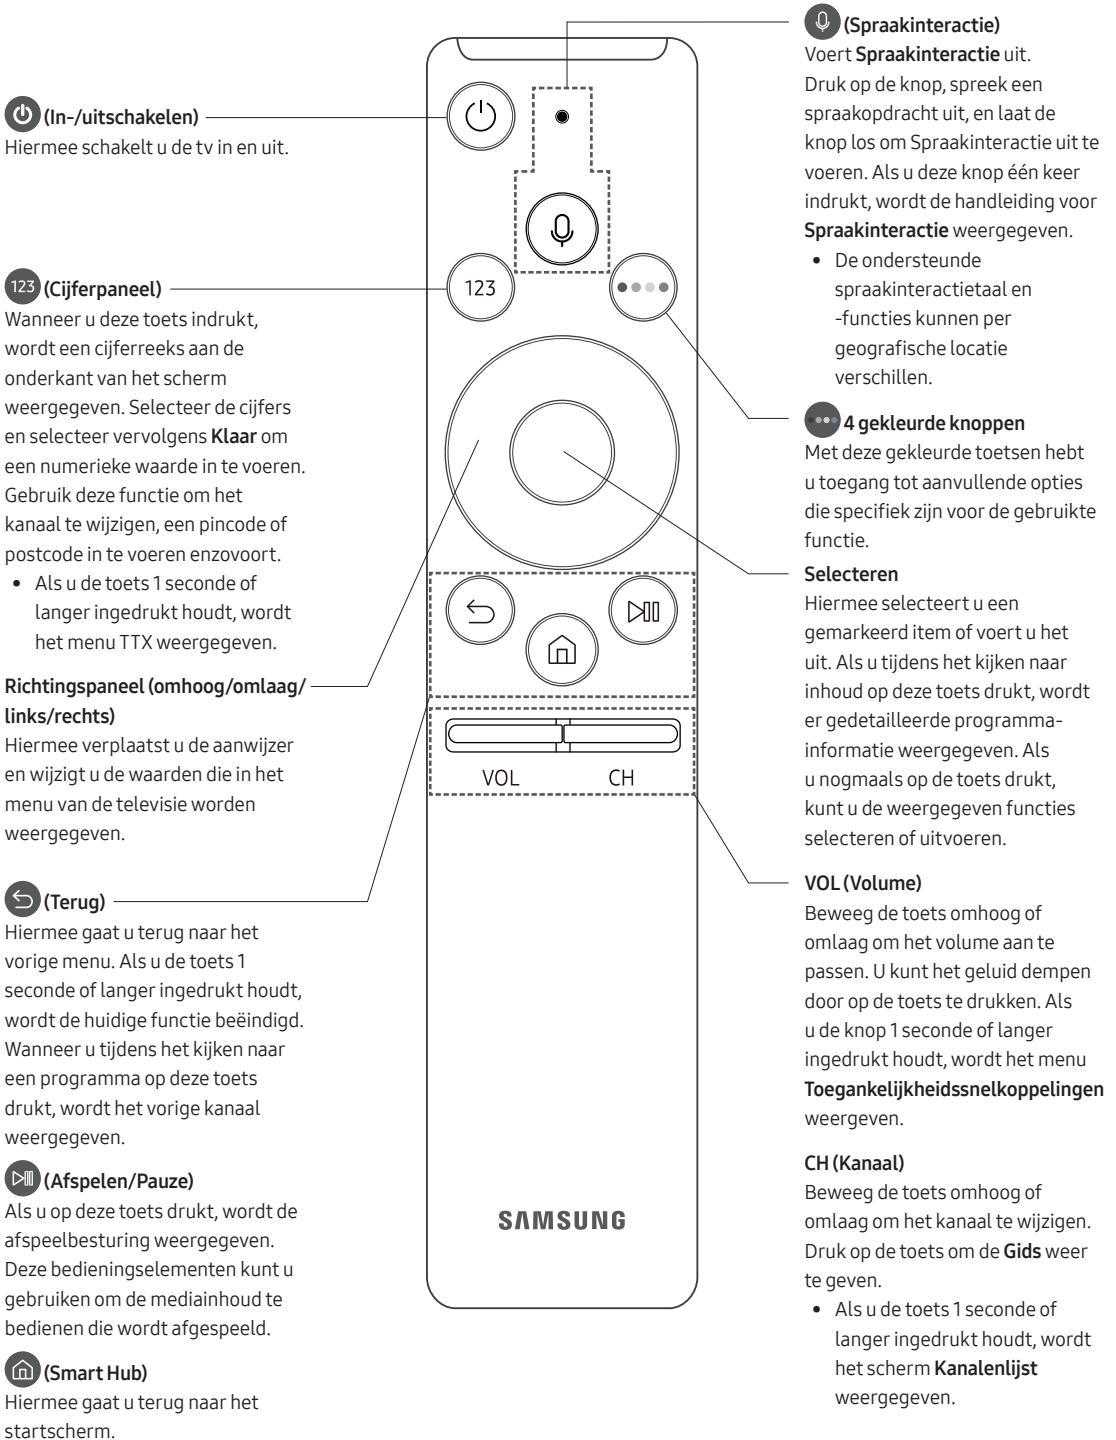 (In-/uitschakelen)
Hiermee schakelt u de tv in en uit.
123 (Cijferpaneel)
Wanneer u deze toets indrukt,
wordt een cijferreeks aan de
onderkant van het scherm
weergegeven. Selecteer de cijfers
en selecteer vervolgens Klaar om
een numerieke waarde in te voeren.
Gebruik deze functie om het
kanaal te wijzigen, een pincode of
postcode in te voeren enzovoort.
• Als u de toets 1 seconde of
langer ingedrukt houdt, wordt
het menu TTX weergegeven.
Richtingspaneel (omhoog/omlaag/
links/rechts)
Hiermee verplaatst u de aanwijzer
en wijzigt u de waarden die in het
menu van de televisie worden
weergegeven.
(Terug)
Hiermee gaat u terug naar het
vorige menu. Als u de toets 1
seconde of langer ingedrukt houdt,
wordt de huidige functie beëindigd.
Wanneer u tijdens het kijken naar
een programma op deze toets
drukt, wordt het vorige kanaal
weergegeven.
(Afspelen/Pauze)
Als u op deze toets drukt, wordt de
afspeelbesturing weergegeven.
Deze bedieningselementen kunt u
gebruiken om de mediainhoud te
bedienen die wordt afgespeeld.
(Smart Hub)
Hiermee gaat u terug naar het
startscherm.
123
VOL CH
SAMSUNG
(Spraakinteractie)
Voert Spraakinteractie uit.
Druk op de knop, spreek een
spraakopdracht uit, en laat de
knop los om Spraakinteractie uit te
voeren. Als u deze knop één keer
indrukt, wordt de handleiding voor
Spraakinteractie weergegeven.
• De ondersteunde
spraakinteractietaal en
-functies kunnen per
geografische locatie
verschillen.
4 gekleurde knoppen
Met deze gekleurde toetsen hebt
u toegang tot aanvullende opties
die specifiek zijn voor de gebruikte
functie.
Selecteren
Hiermee selecteert u een
gemarkeerd item of voert u het
uit. Als u tijdens het kijken naar
inhoud op deze toets drukt, wordt
er gedetailleerde programma-
informatie weergegeven. Als
u nogmaals op de toets drukt,
kunt u de weergegeven functies
selecteren of uitvoeren.
VOL (Volume)
Beweeg de toets omhoog of
omlaag om het volume aan te
passen. U kunt het geluid dempen
door op de toets te drukken. Als
u de knop 1 seconde of langer
ingedrukt houdt, wordt het menu
Toegankelijkheidssnelkoppelingen
weergeven.
CH (Kanaal)
Beweeg de toets omhoog of
omlaag om het kanaal te wijzigen.
Druk op de toets om de Gids weer
te geven.
• Als u de toets 1 seconde of
langer ingedrukt houdt, wordt
het scherm Kanalenlijst
weergegeven.